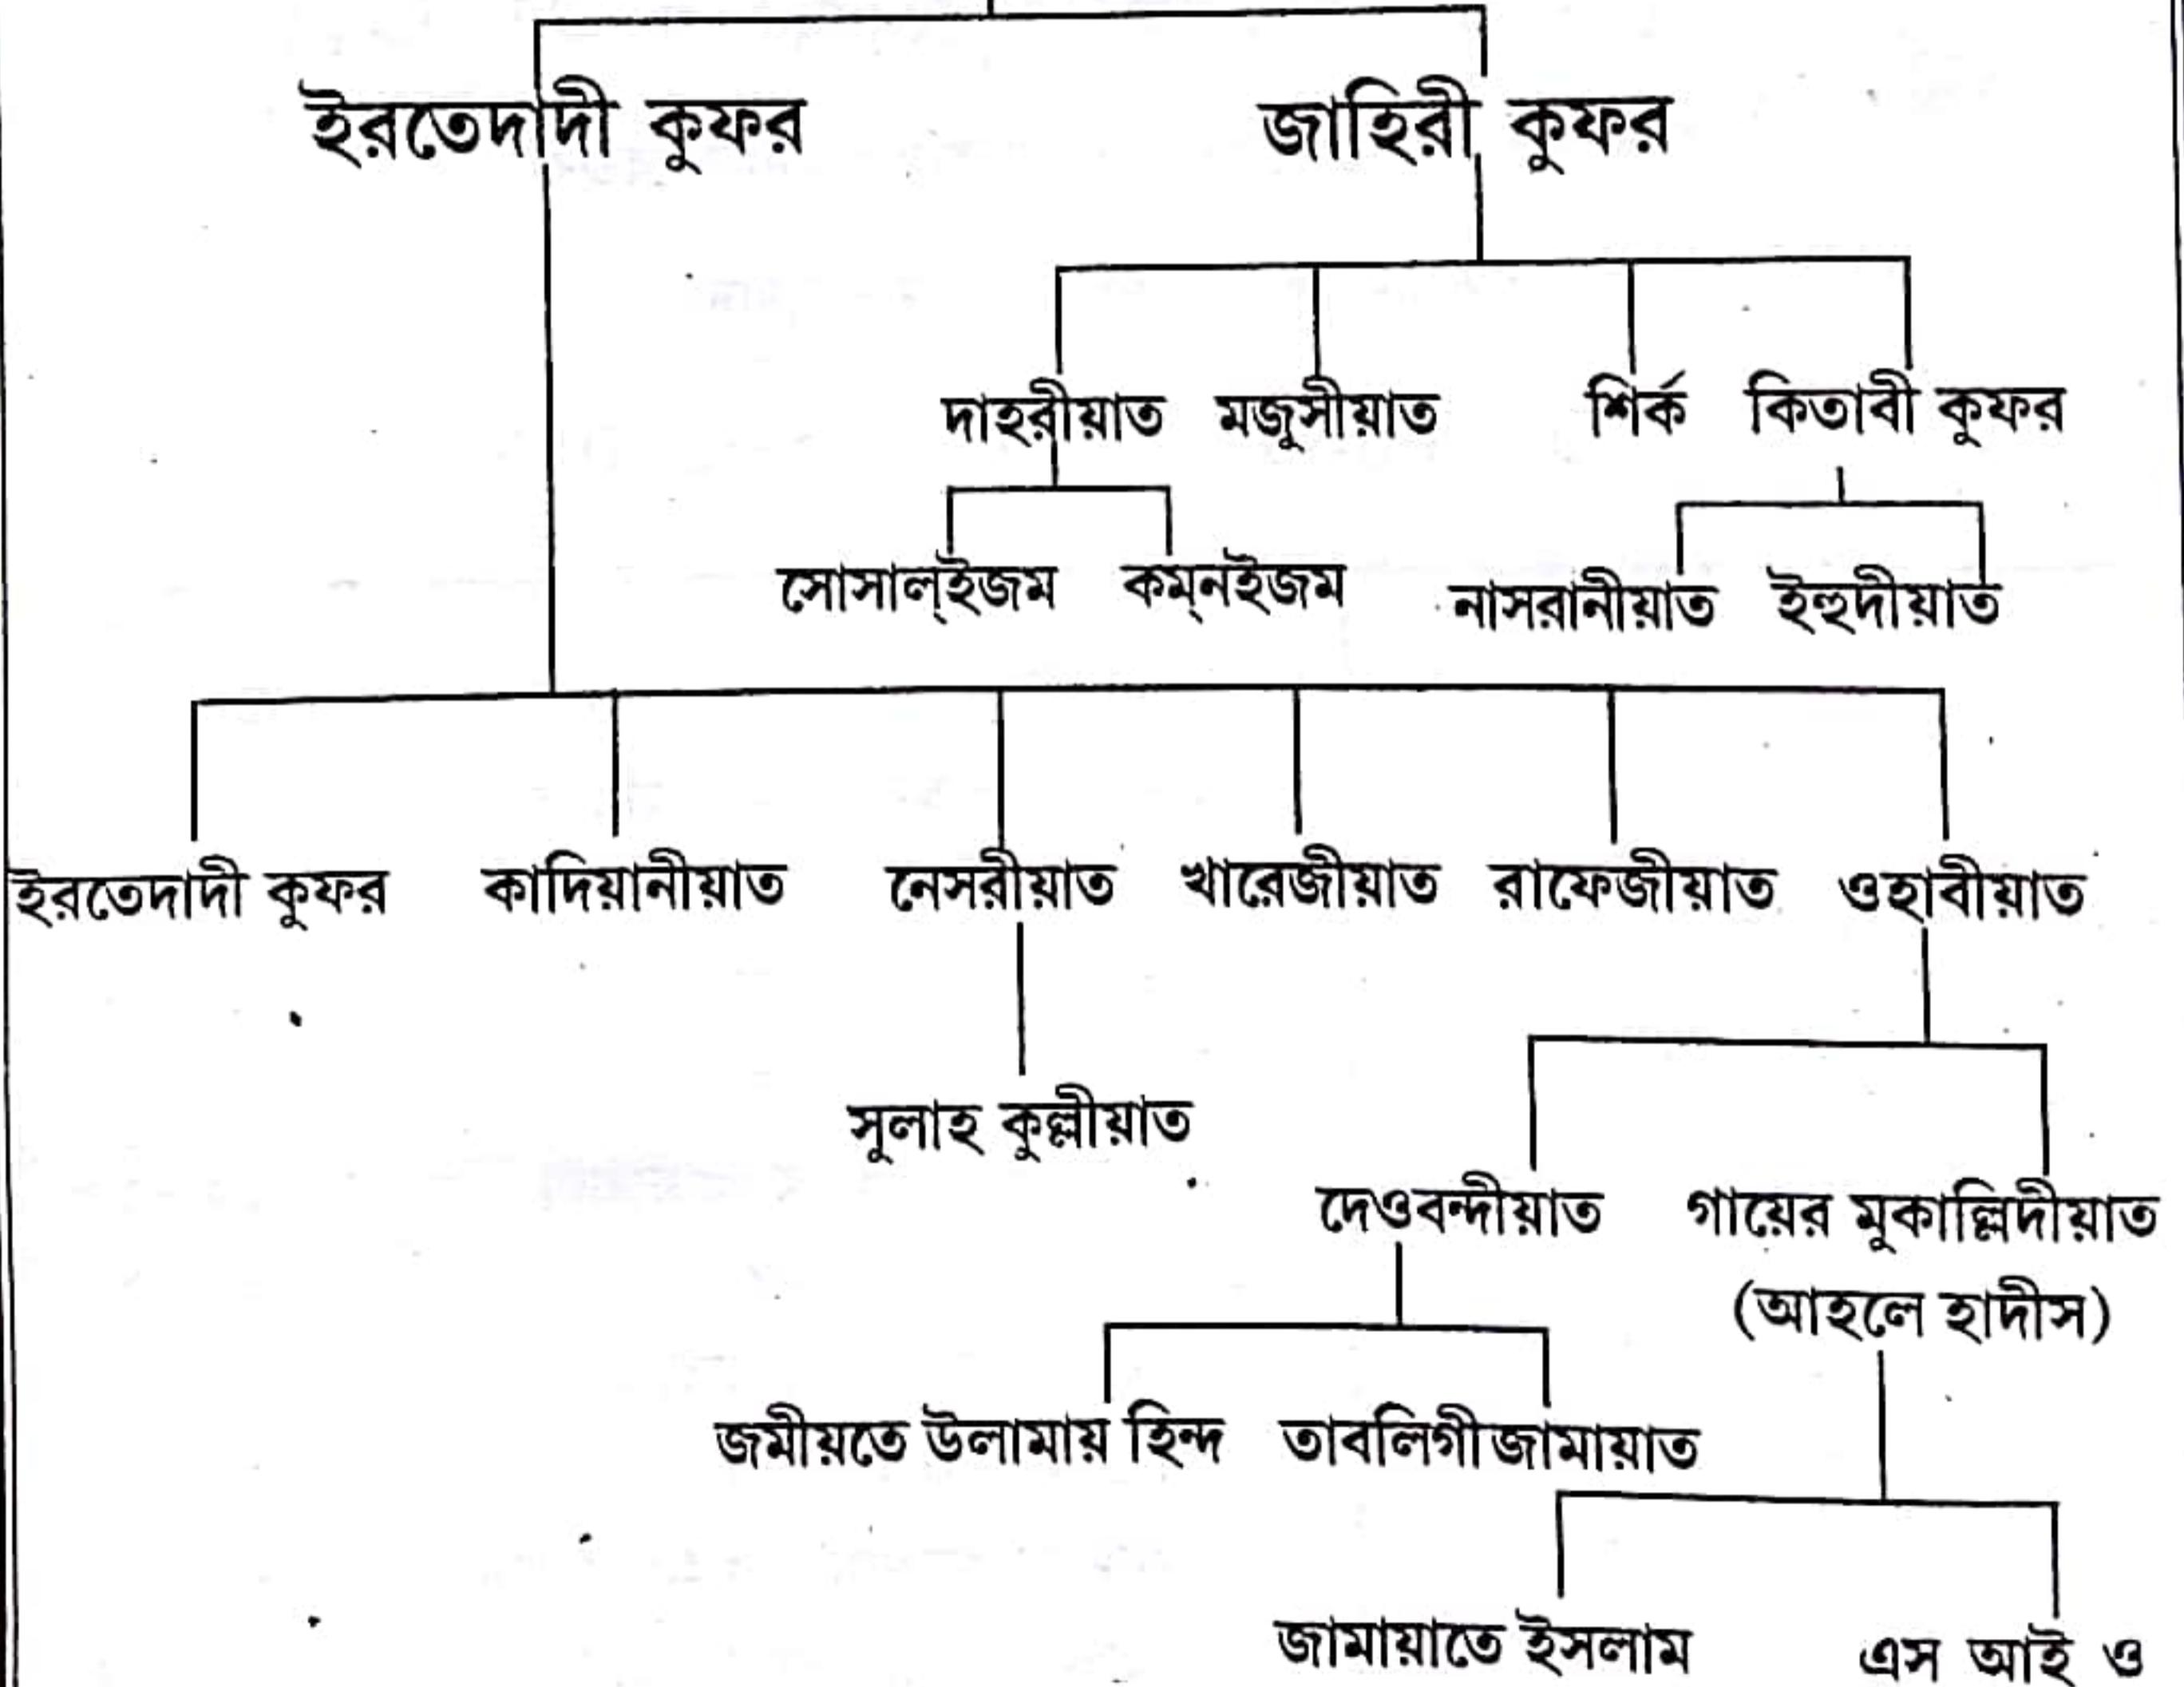 ইরতেদাদী কুফর জাহিরী কুফর
দাহরীয়াত মজূসীয়াত শির্ক কিতাবী কুফর
সোসাল্ইজম কম্নইজম নাসরানীয়াত ইহুদীয়াত
ইরতেদাদী কুফর কাদিয়ানীয়াত নেসরীয়াত খারেজীয়াত রাফেজীয়াত ওহাবীয়াত
সুলাহ কুল্লীয়াত
দেওবন্দীয়াত গায়ের মুকাল্লিদীয়াত
(আহলে হাদীস)
জমীয়তে উলামায় হিন্দ তাবলিগী জামায়াত
জামায়াতে ইসলাম এস আই ও